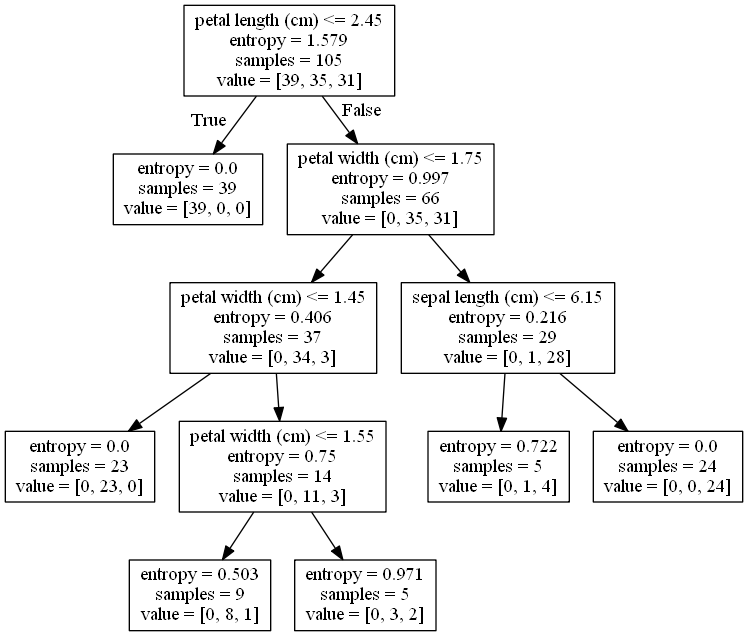 petal length (cm) <= 2.45
entropy = 1.579
samples = 105
value = [39, 35, 31]
True
False
entropy = 0.0
samples = 39
value = [39, 0, 0]
petal width (cm) <= 1.75
entropy = 0.997
samples = 66
value = [0, 35, 31]
petal width (cm) <= 1.45
entropy = 0.406
samples = 37
value = [0, 34, 3]
sepal length (cm) <= 6.15
entropy = 0.216
samples = 29
value = [0, 1, 28]
entropy = 0.0
samples = 23
value = [0, 23, 0]
petal width (cm) <= 1.55
entropy = 0.75
samples = 14
value = [0, 11, 3]
entropy = 0.722
samples = 5
value = [0, 1, 4]
entropy = 0.0
samples = 24
value = [0, 0, 24]
entropy = 0.503
samples = 9
value = [0, 8, 1]
entropy = 0.971
samples = 5
value = [0, 3, 2]